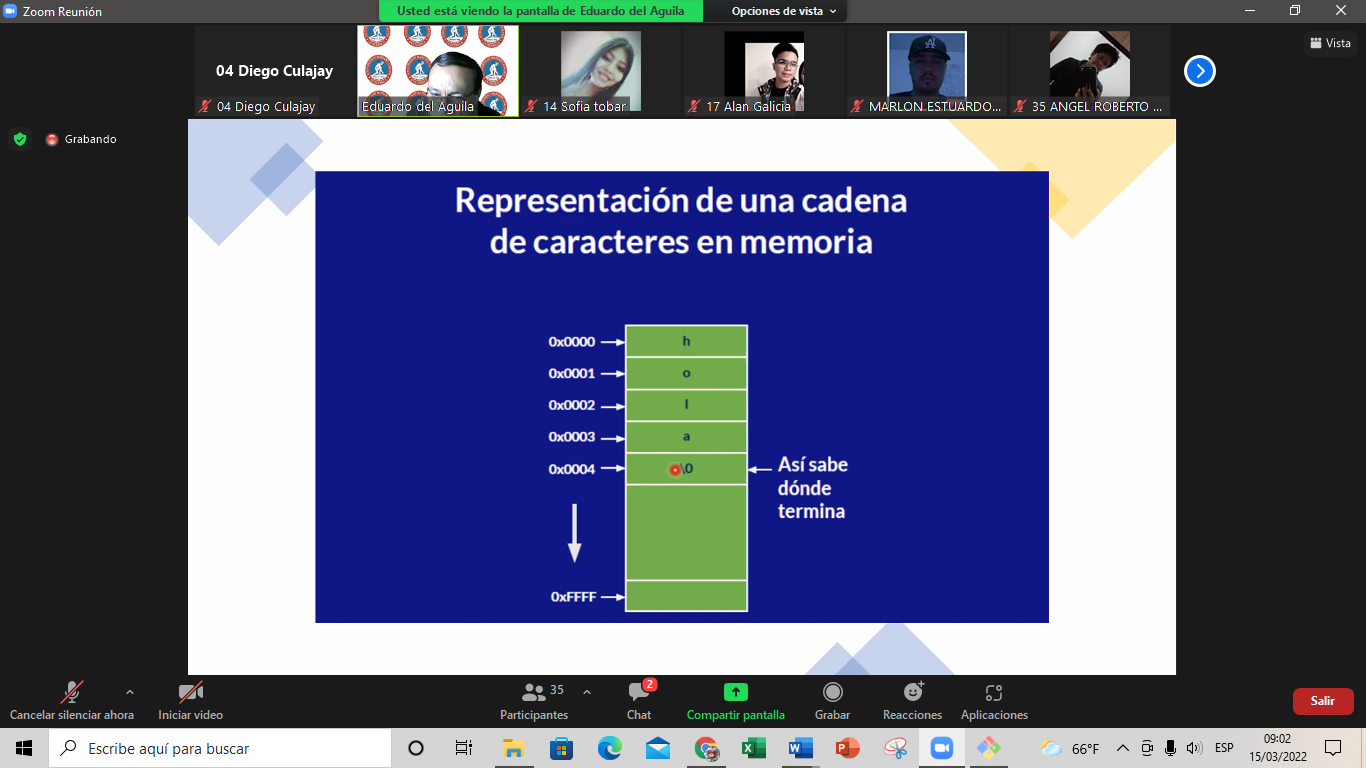 Zoom Reunión
Usted está viendo la pantalla de Eduardo del Aguila
Opciones de vista
04 Diego Culajay
04 Diego Culajay
Eduardo del Aguila
14 Sofia tobar
17 Alan Galicia
MARLON ESTUARDO...
35 ANGEL ROBERTO ...
Vista
Grabando
Representación de una cadena
de caracteres en memoria
0x0000
h
0x0001
o
0x0002
l
0x0003
a
0x0004
\0
Así sabe
dónde
termina
0xFFFF
Cancelar silenciar ahora
Iniciar video
35
Participantes
2
Chat
Compartir pantalla
Grabar
Reacciones
Aplicaciones
Salir
Escribe aquí para buscar
66°F
ESP
09:02
15/03/2022